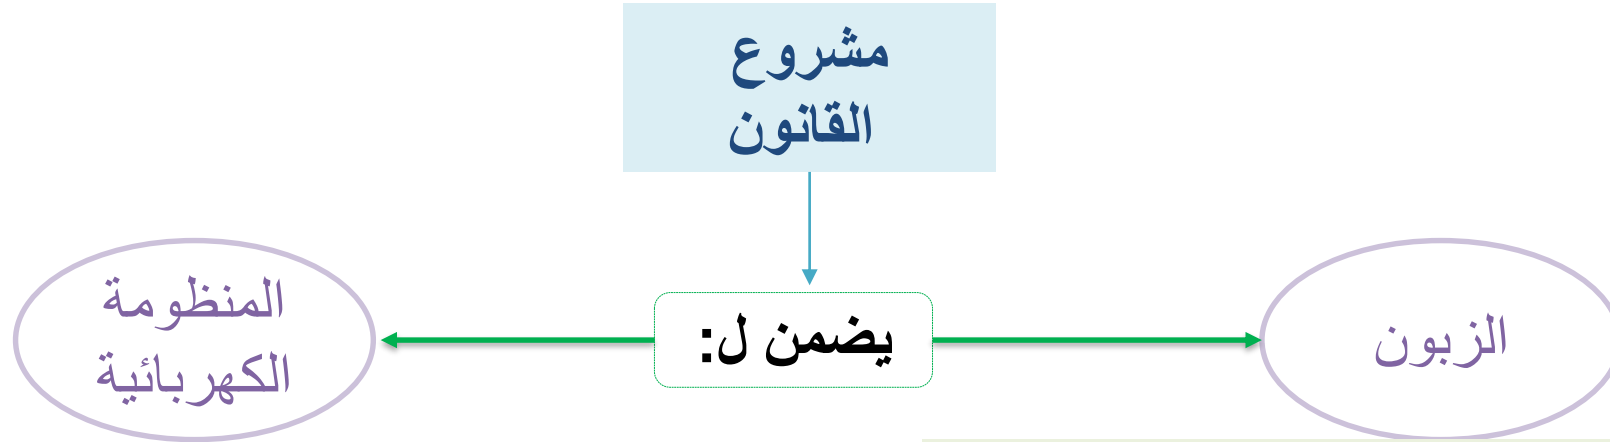 مشروع
القانون
يضمن ل:
الزبون
المنظومة
الكهربائية